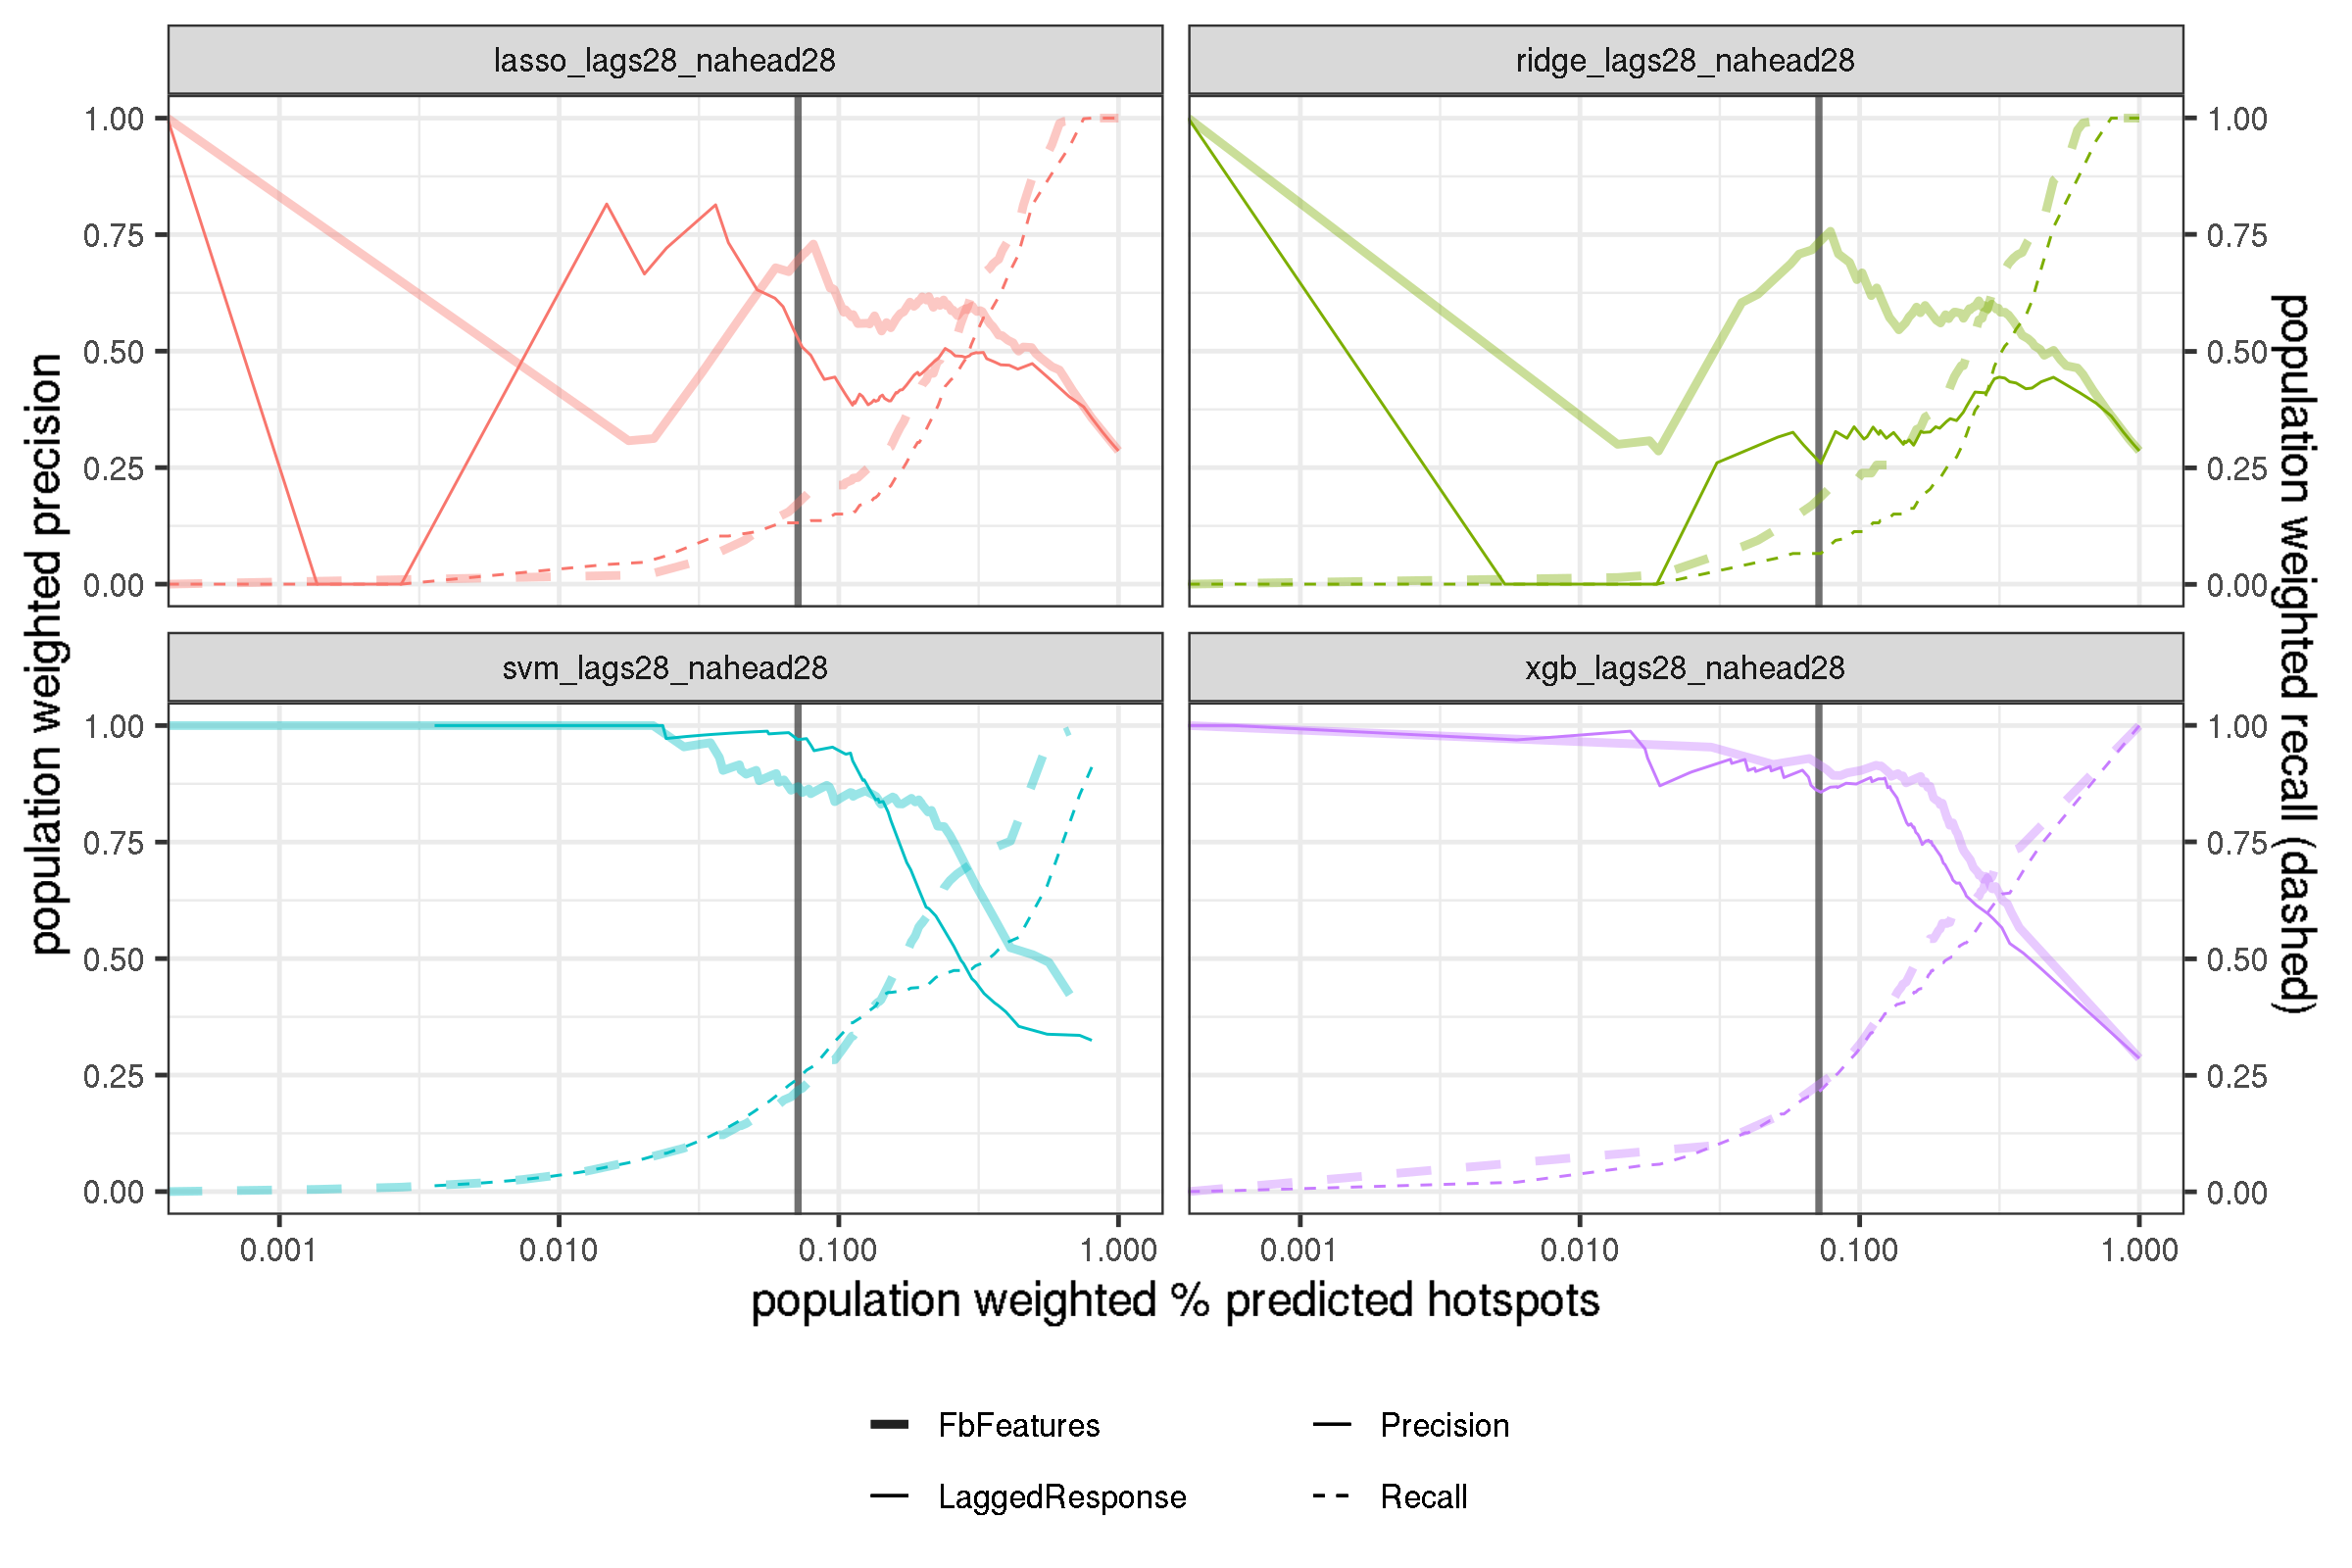 lasso_lags28_nahead28
ridge_lags28_nahead28
1.00
0.75
0.50
0.25
0.00
1.00
0.75
0.50
0.25
0.00
svm_lags28_nahead28
xgb_lags28_nahead28
1.00
0.75
0.50
0.25
0.00
1.00
0.75
0.50
0.25
0.00
population weighted precision
population weighted recall (dashed)
0.001
0.010
0.100
1.000
0.001
0.010
0.100
1.000
population weighted % predicted hotspots
FbFeatures
Precision
LaggedResponse
Recall